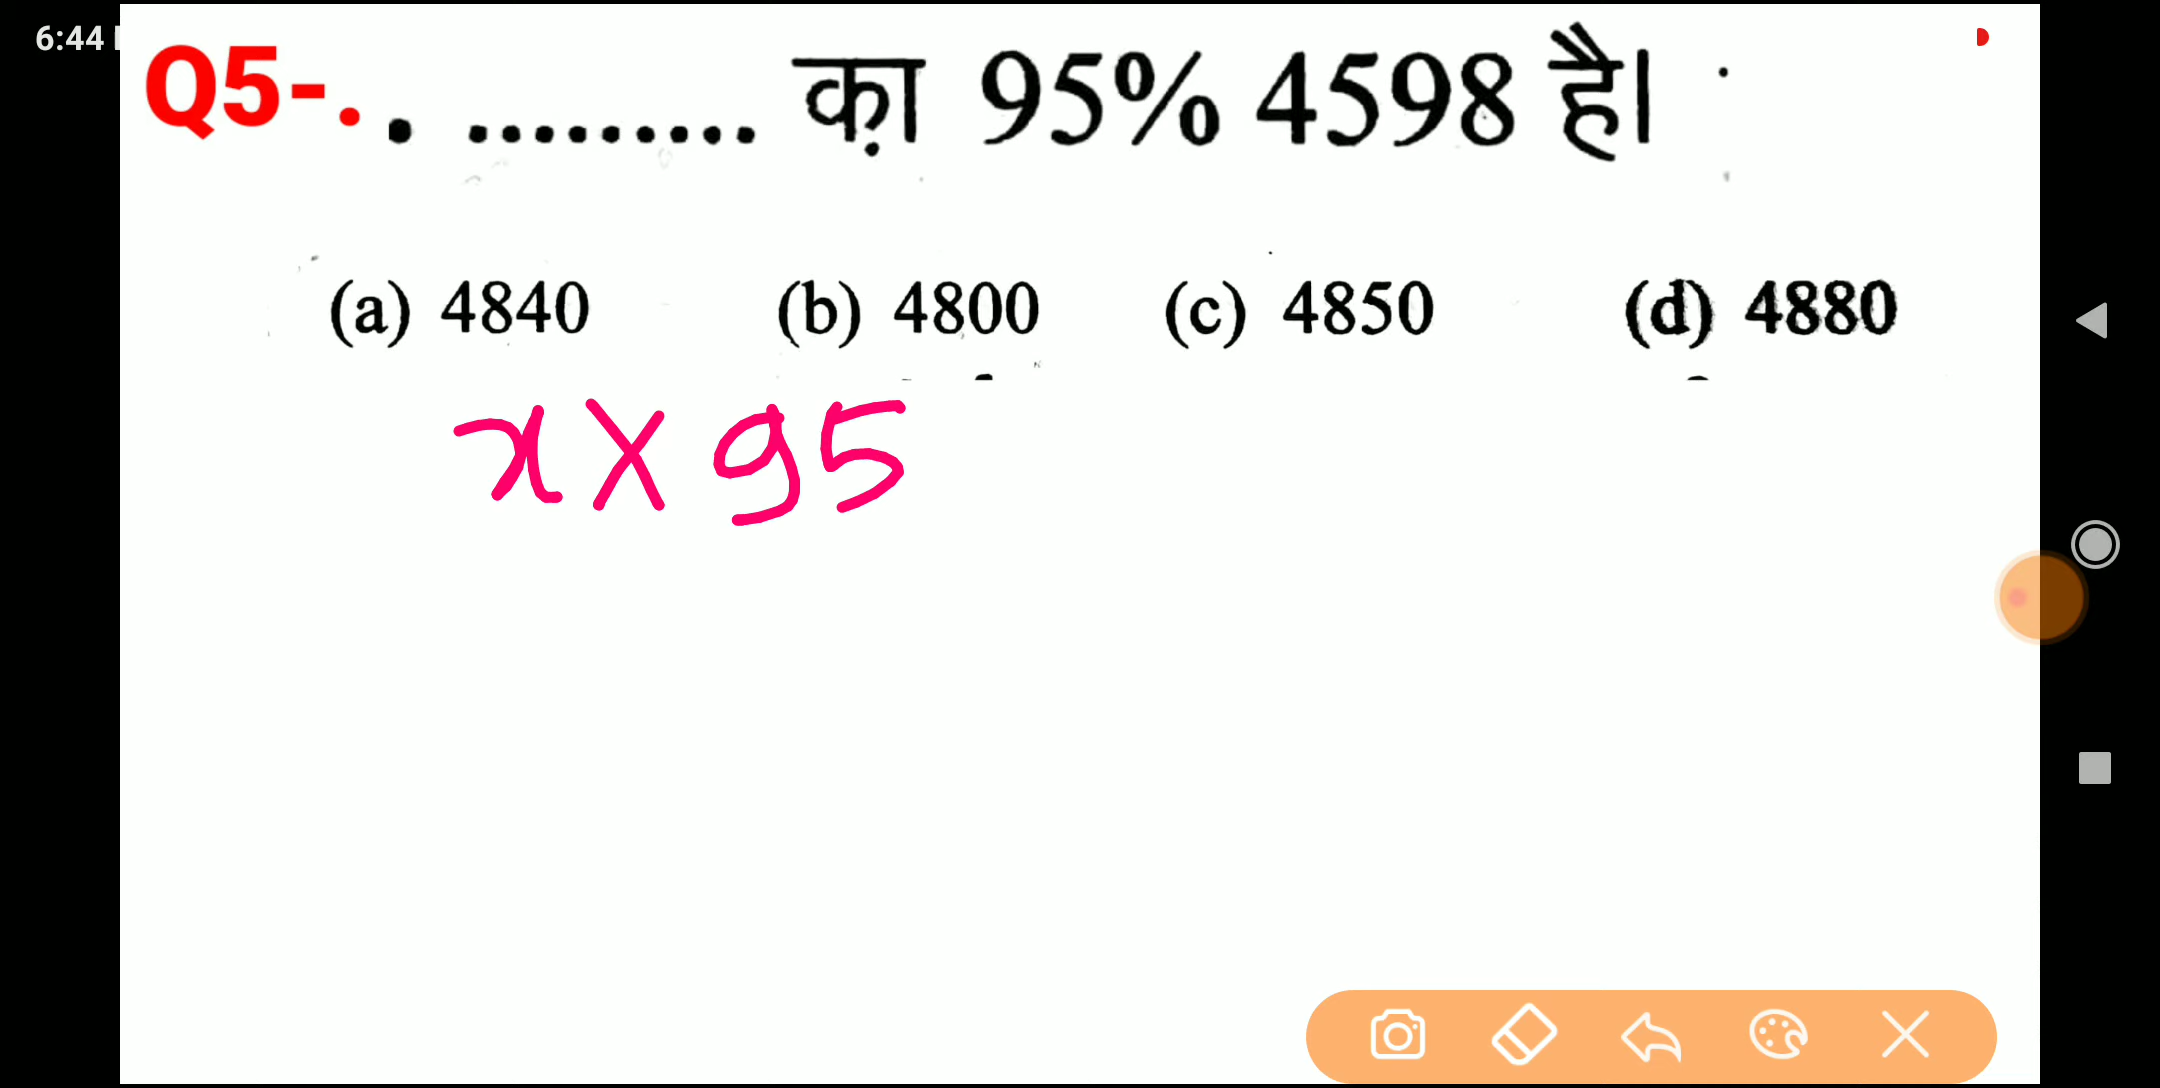 6:44
Q5-. . ......... का 95% 4598 है।
(a) 4840 (b) 4800 (c) 4850 (d) 4880
x × 95